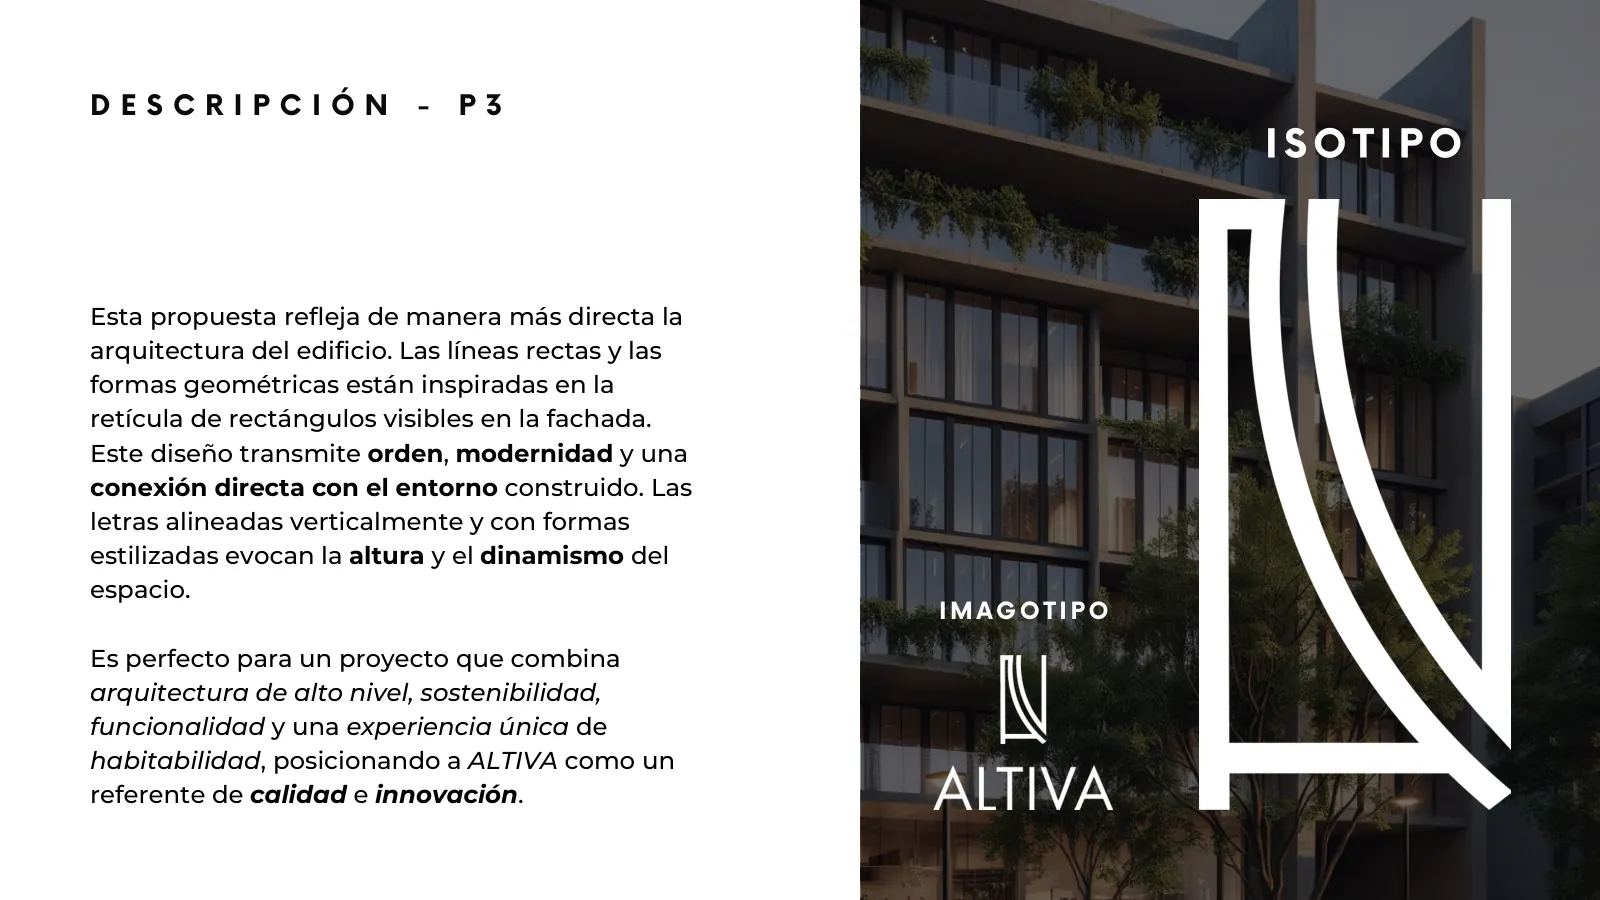 DESCRIPCIÓN - P3
Esta propuesta refleja de manera más directa la
arquitectura del edificio. Las líneas rectas y las
formas geométricas están inspiradas en la
retícula de rectángulos visibles en la fachada.
Este diseño transmite orden, modernidad y una
conexión directa con el entorno construido. Las
letras alineadas verticalmente y con formas
estilizadas evocan la altura y el dinamismo del
espacio.
Es perfecto para un proyecto que combina
arquitectura de alto nivel, sostenibilidad,
funcionalidad y una experiencia única de
habitabilidad, posicionando a ALTIVA como un
referente de calidad e innovación.
ISOTIPO
IMAGOTIPO
ALTIVA